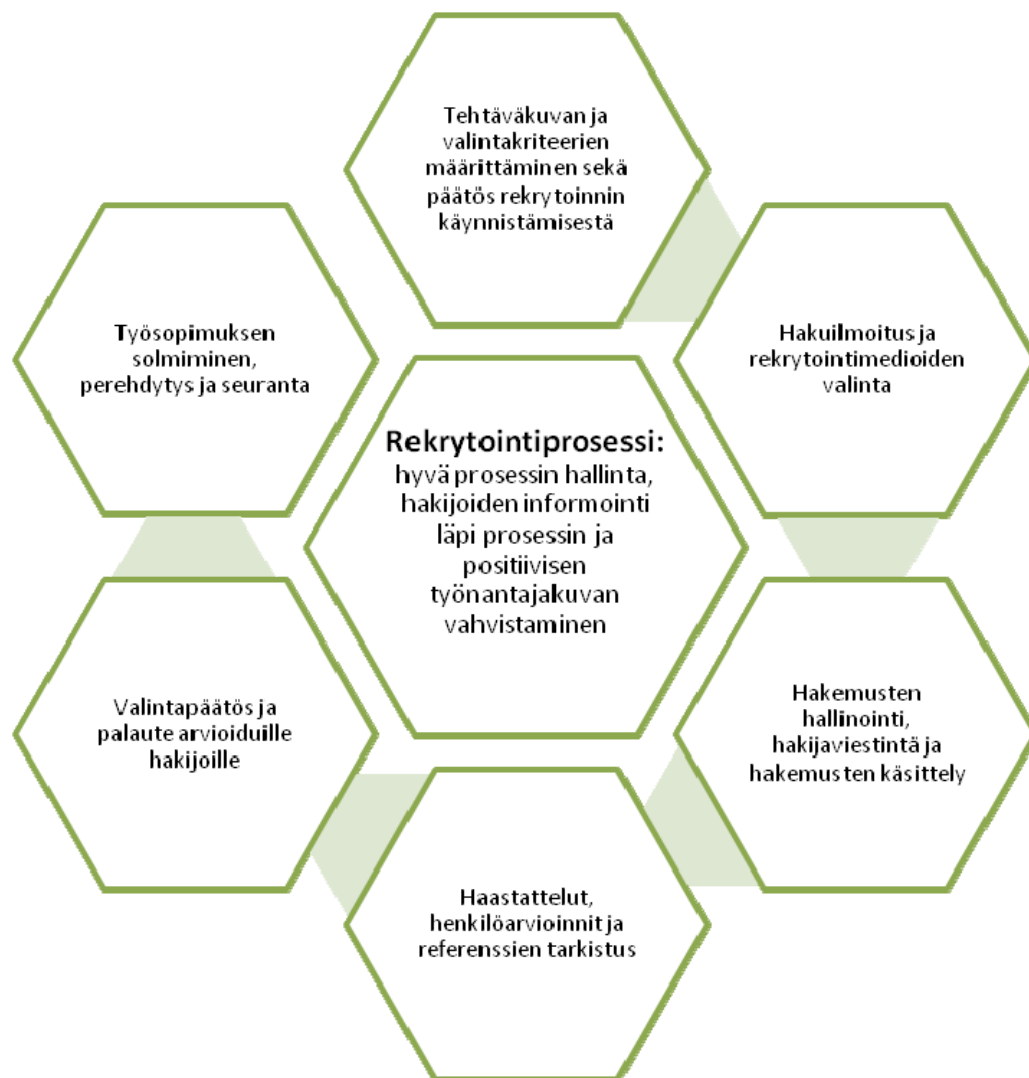 Tehtäväkuvan ja
valintakriteerien
määrittäminen sekä
päätös rekrytoinnin
käynnistämisestä
Hakuilmoitus ja
rekrytointimedioiden
valinta
Hakemusten
hallinointi,
hakijaviestintä ja
hakemusten käsittely
Haastattelut,
henkilöarvioinnit ja
referenssien tarkistus
Valintapäätös ja
palaute arvioiduille
hakijoille
Työsopimuksen
solmiminen,
perehdytys ja seuranta
Rekrytointiprosessi:
hyvä prosessin hallinta,
hakijoiden informointi
läpi prosessin ja
positiivisen
työnantajakuvan
vahvistaminen